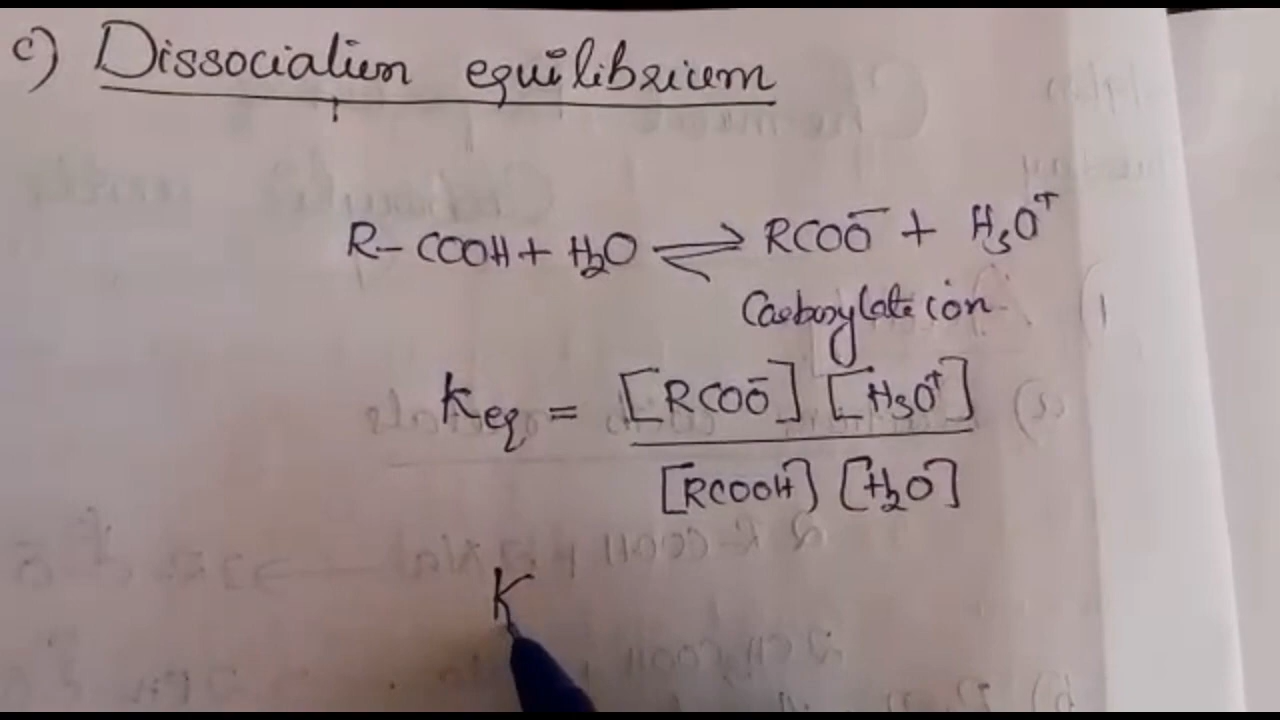 c) Dissociation equilibrium
R– COOH + H₂O ⇌ RCOO⁻ + H₃O⁺
Carboxylate ion
Keq = [RCOO⁻] [H₃O⁺]
[RCOOH] [H₂O]
K